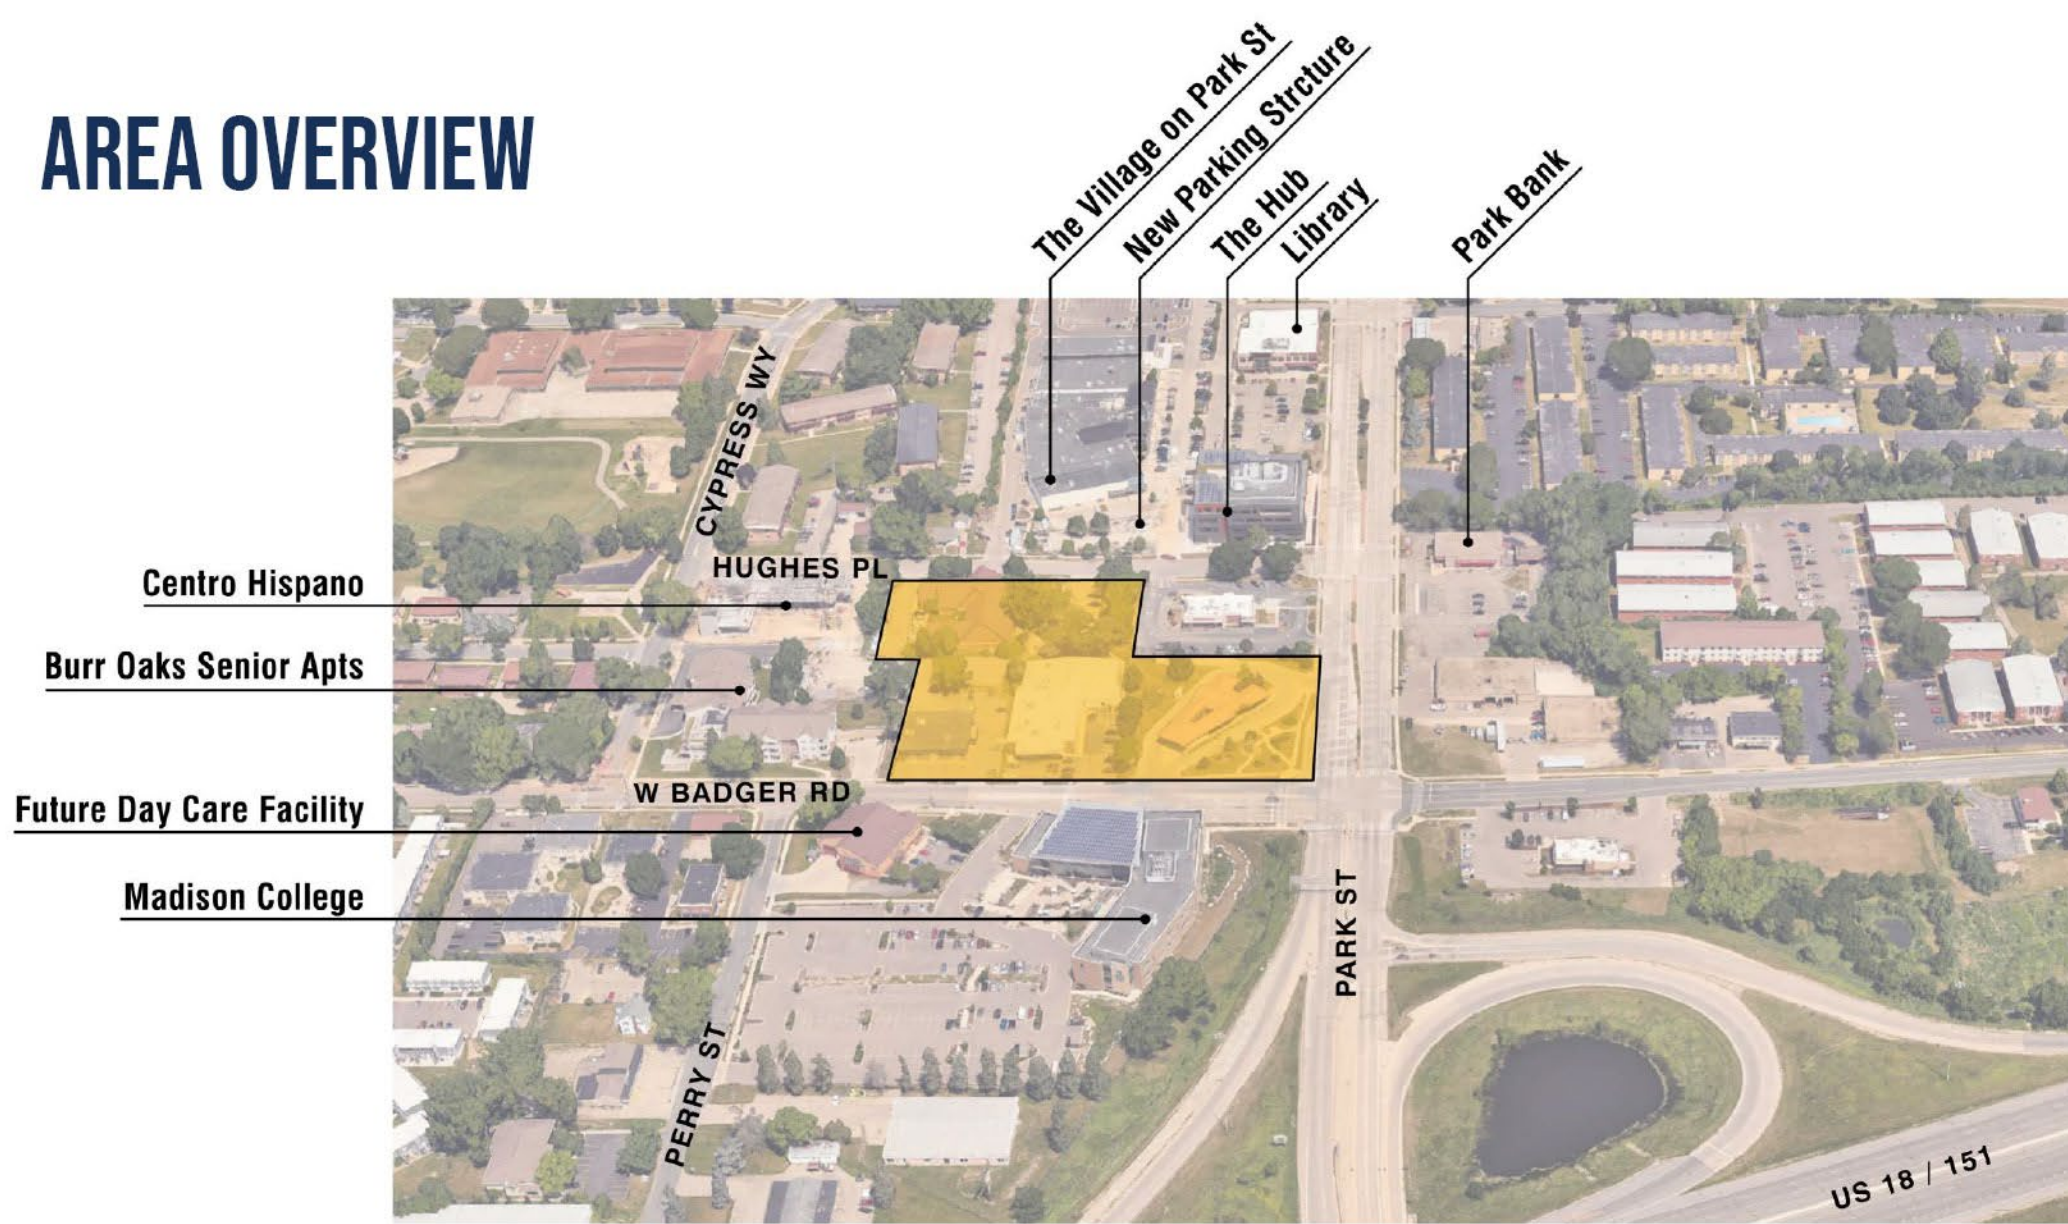 AREA OVERVIEW
The Village on Park St
New Parking Strcture
The Hub
Library
Park Bank
CYPRESS WY
HUGHES PL
Centro Hispano
Burr Oaks Senior Apts
W BADGER RD
Future Day Care Facility
Madison College
PARK ST
PERRY ST
US 18 / 151